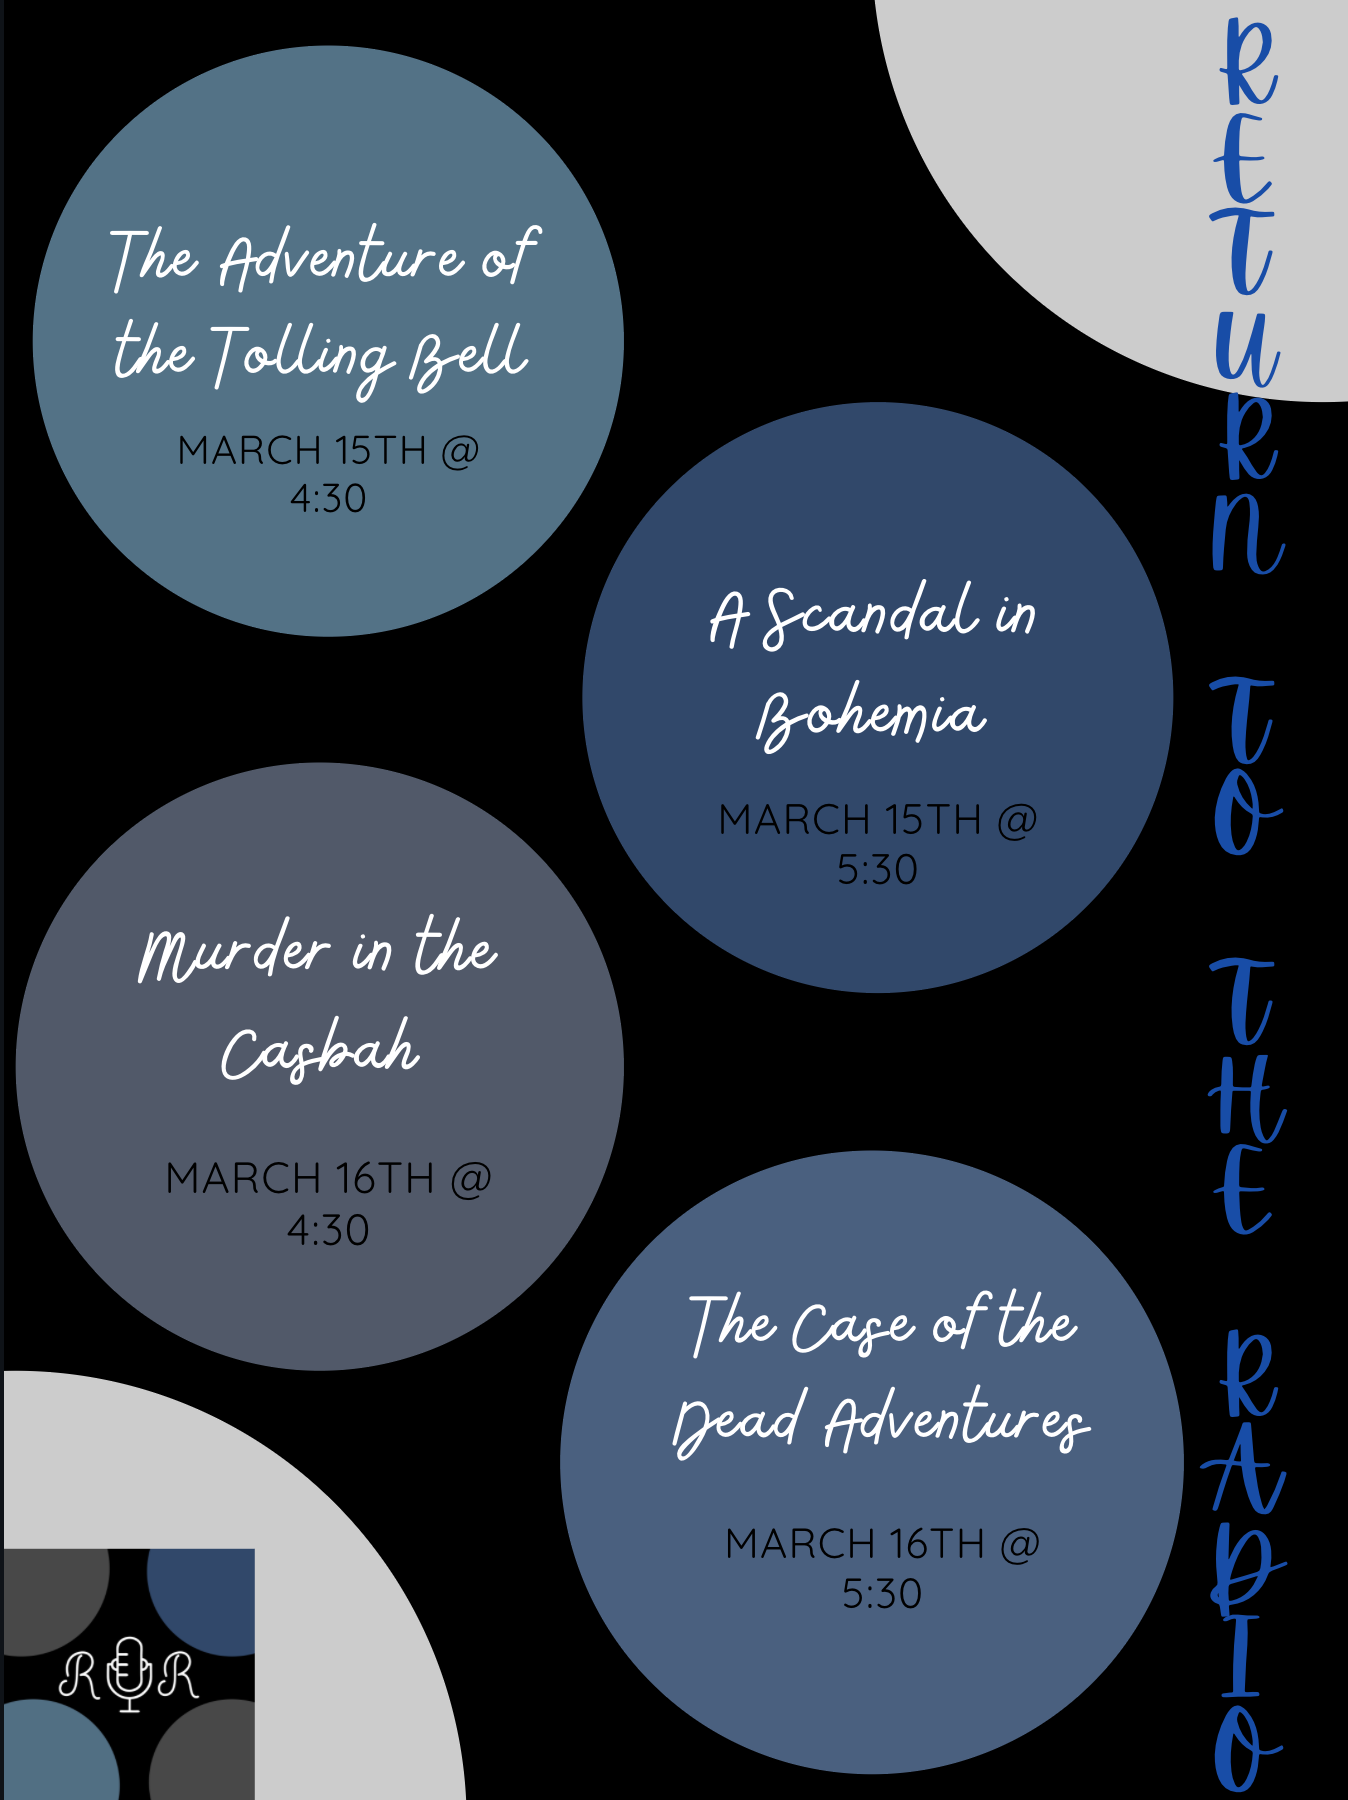 The Adventure of
the Tolling Bell
MARCH 15TH @
4:30
A Scandal in
Bohemia
MARCH 15TH @
5:30
Murder in the
Casbah
MARCH 16TH @
4:30
The Case of the
Dead Adventures
MARCH 16TH @
5:30
RETURN TO THE RADIO
R R